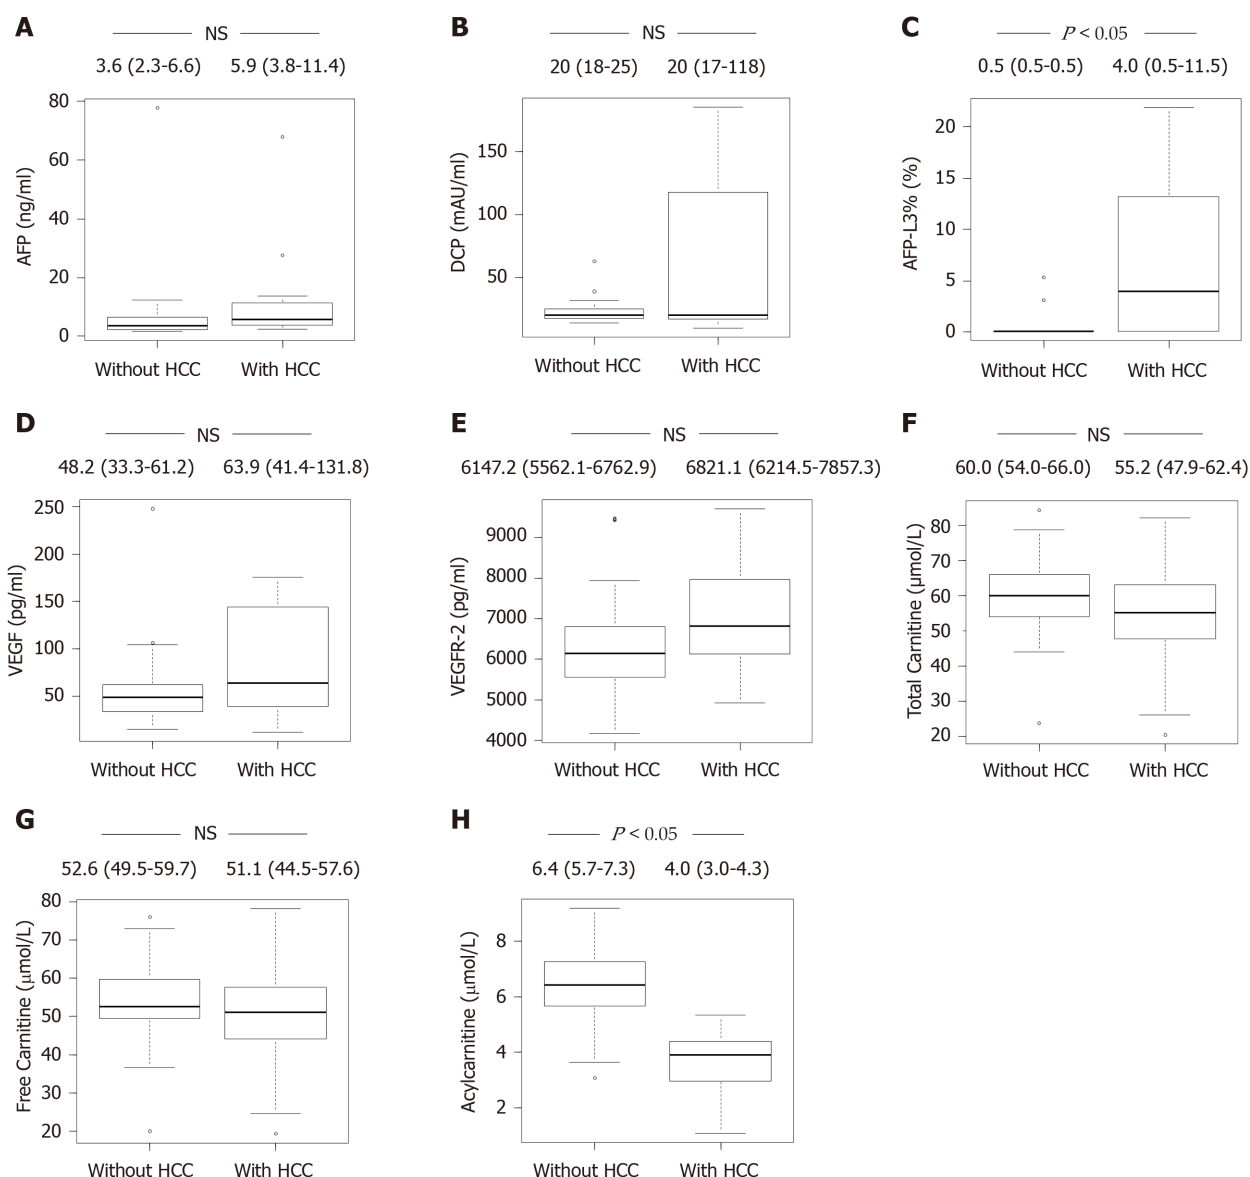 A
NS
3.6 (2.3-6.6) 5.9 (3.8-11.4)
80
60
40
20
0
AFP (ng/ml)
Without HCC With HCC
B
NS
20 (18-25) 20 (17-118)
150
100
50
DCP (mAU/ml)
Without HCC With HCC
C
P < 0.05
0.5 (0.5-0.5) 4.0 (0.5-11.5)
20
15
10
5
0
AFP-L3% (%)
Without HCC With HCC
D
NS
48.2 (33.3-61.2) 63.9 (41.4-131.8)
250
200
150
100
50
VEGF (pg/ml)
Without HCC With HCC
E
NS
6147.2 (5562.1-6762.9) 6821.1 (6214.5-7857.3)
9000
8000
7000
6000
5000
4000
VEGFR-2 (pg/ml)
Without HCC With HCC
F
NS
60.0 (54.0-66.0) 55.2 (47.9-62.4)
80
70
60
50
40
30
20
Total Carnitine (μmol/L)
Without HCC With HCC
G
NS
52.6 (49.5-59.7) 51.1 (44.5-57.6)
80
70
60
50
40
30
20
Free Carnitine (μmol/L)
Without HCC With HCC
H
P < 0.05
6.4 (5.7-7.3) 4.0 (3.0-4.3)
8
6
4
2
Acylcarnitine (μmol/L)
Without HCC With HCC